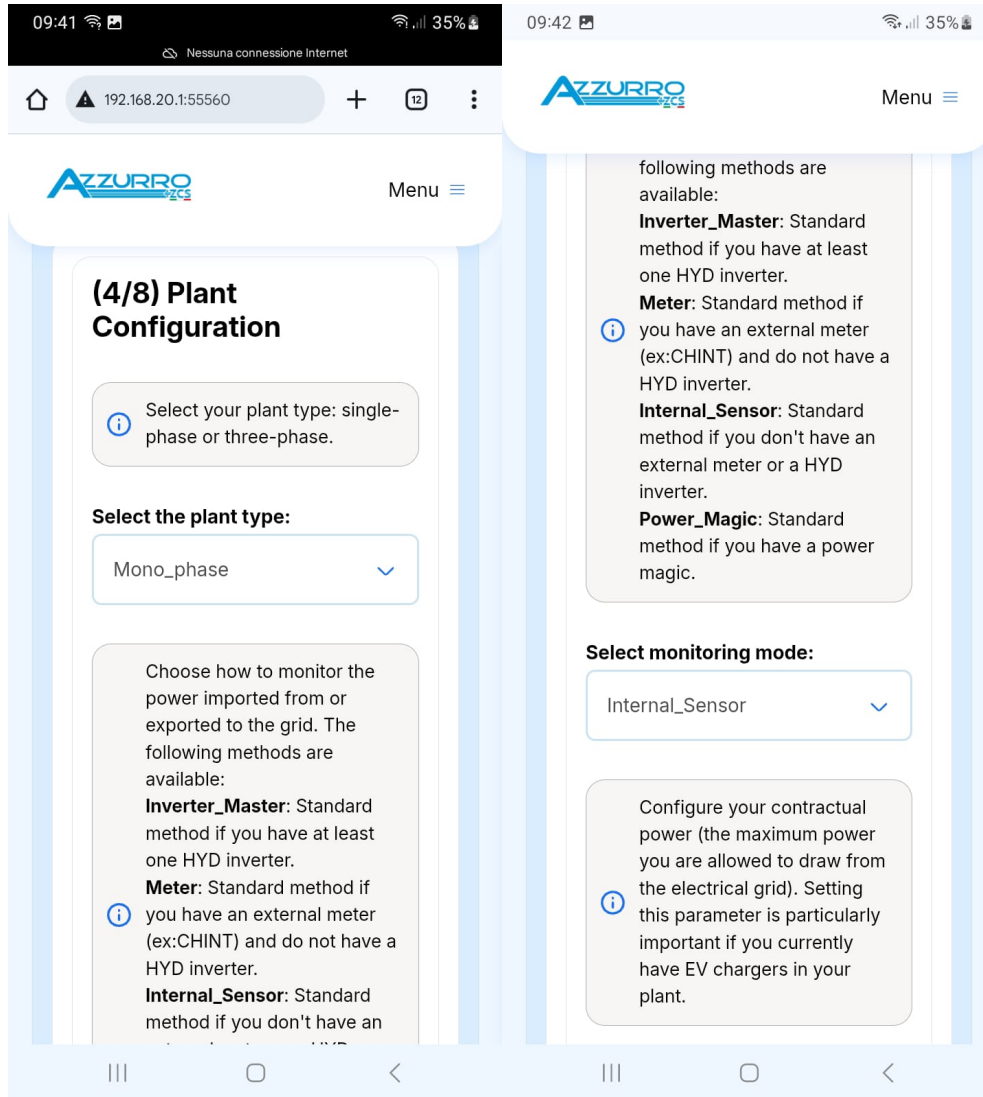 09:41
35%
Nessuna connessione Internet
192.168.20.1:55560
12
AZZURRO
ZCS
Menu
(4/8) Plant
Configuration
Select your plant type: single-
phase or three-phase.
Select the plant type:
Mono_phase
Choose how to monitor the
power imported from or
exported to the grid. The
following methods are
available:
Inverter_Master: Standard
method if you have at least
one HYD inverter.
Meter: Standard method if
you have an external meter
(ex:CHINT) and do not have a
HYD inverter.
Internal_Sensor: Standard
method if you don't have an
09:42
35%
AZZURRO
ZCS
Menu
following methods are
available:
Inverter_Master: Standard
method if you have at least
one HYD inverter.
Meter: Standard method if
you have an external meter
(ex:CHINT) and do not have a
HYD inverter.
Internal_Sensor: Standard
method if you don't have an
external meter or a HYD
inverter.
Power_Magic: Standard
method if you have a power
magic.
Select monitoring mode:
Internal_Sensor
Configure your contractual
power (the maximum power
you are allowed to draw from
the electrical grid). Setting
this parameter is particularly
important if you currently
have EV chargers in your
plant.